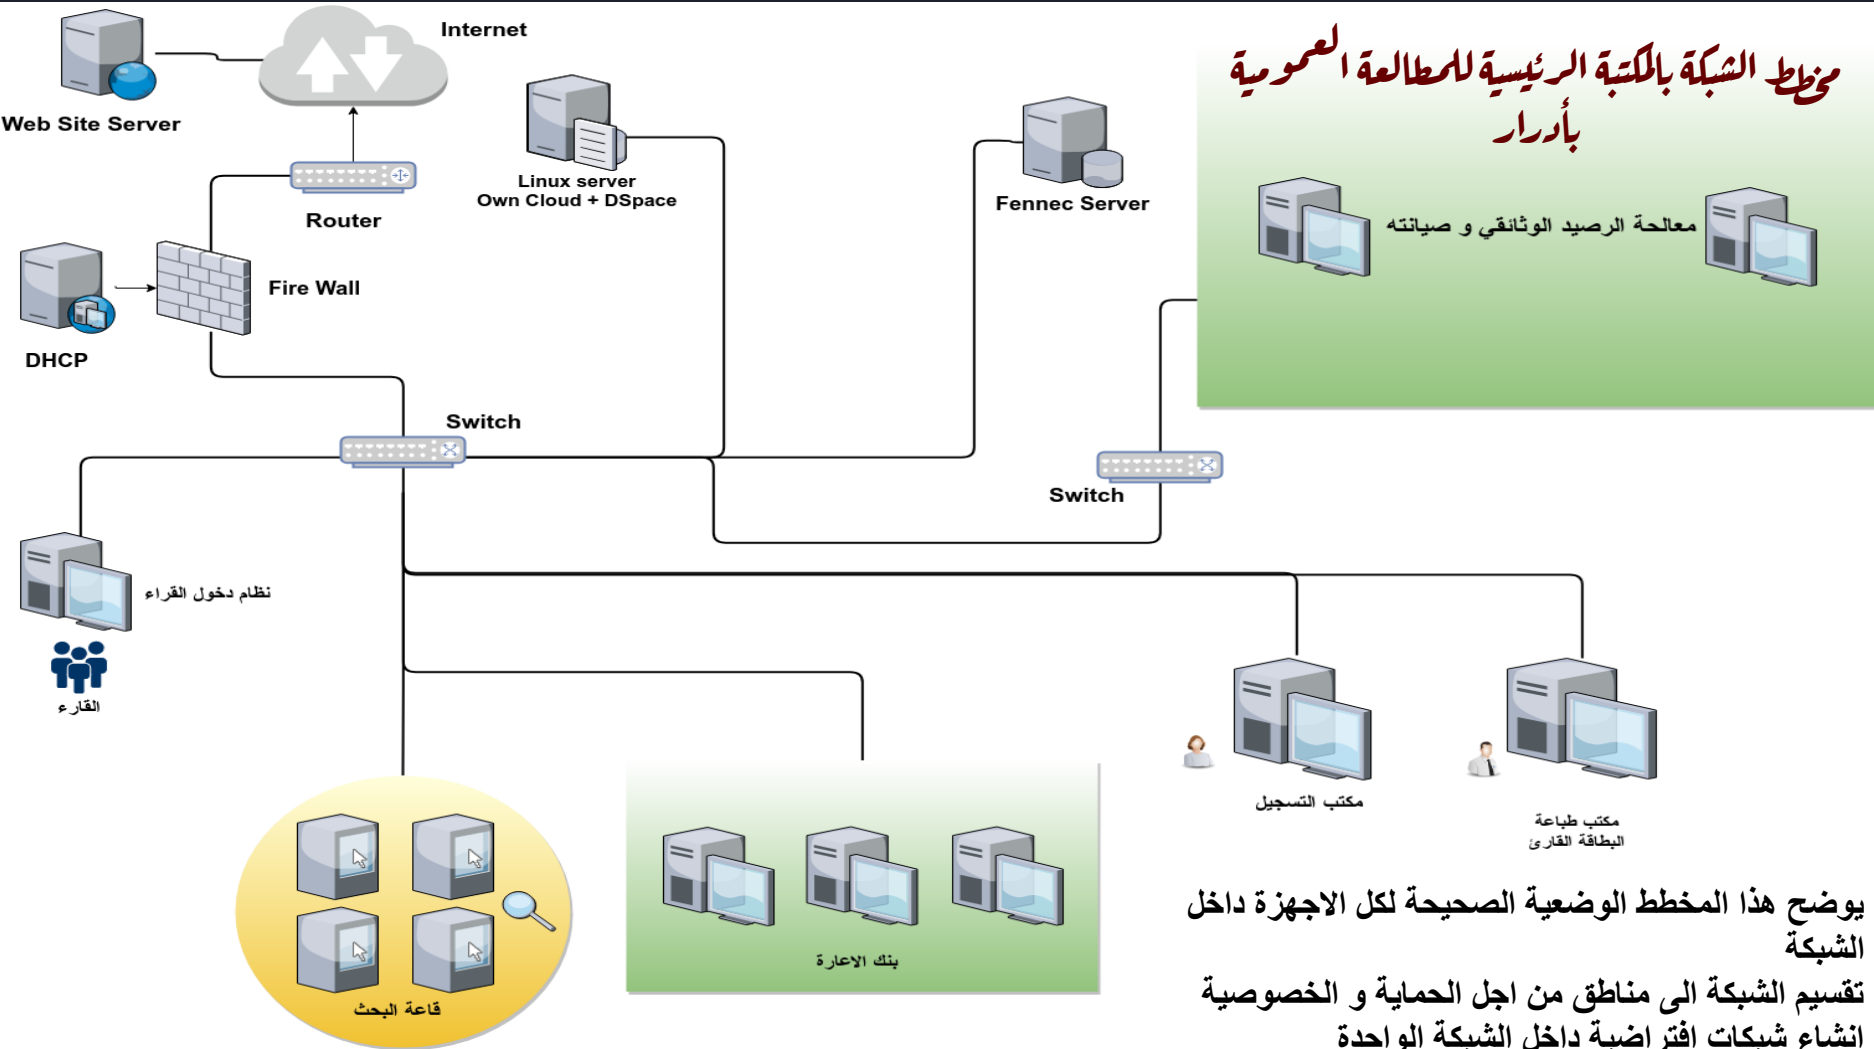 Internet
Web Site Server
مخطط الشبكة بالمكتبة الرئيسية للمطالعة العمومية
بأدرار
Linux server
Own Cloud + DSpace
Fennec Server
Router
معالحة الرصيد الوثائقي و صيانته
Fire Wall
DHCP
Switch
Switch
نظام دخول القراء
القارء
مكتب التسجيل
مكتب طباعة
البطاقة القارئ
بنك الاعارة
قاعة البحث
يوضح هذا المخطط الوضعية الصحيحة لكل الاجهزة داخل
الشبكة
تقسيم الشبكة الى مناطق من اجل الحماية و الخصوصية
انشاء شبكات افتراضية داخل الشبكة الواحدة